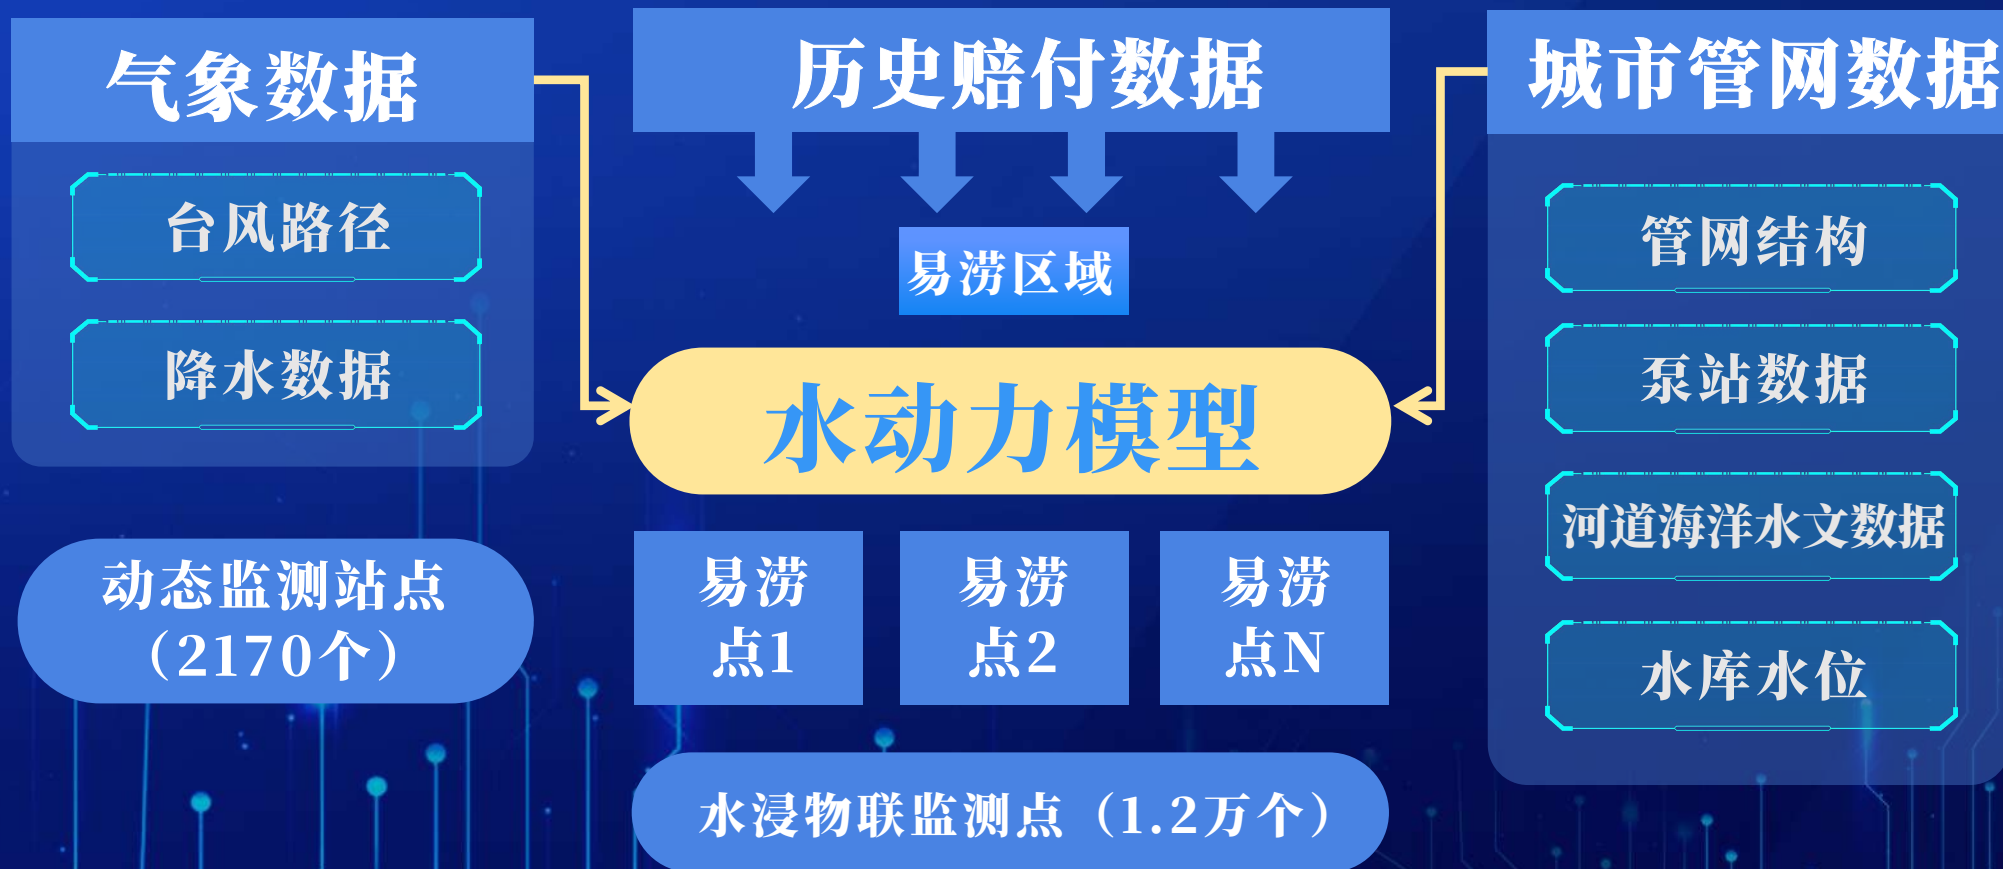 气象数据
台风路径
降水数据
动态监测站点
（2170个）
历史赔付数据
易涝区域
水动力模型
易涝
点1
易涝
点2
易涝
点N
水浸物联监测点（1.2万个）
城市管网数据
管网结构
泵站数据
河道海洋水文数据
水库水位